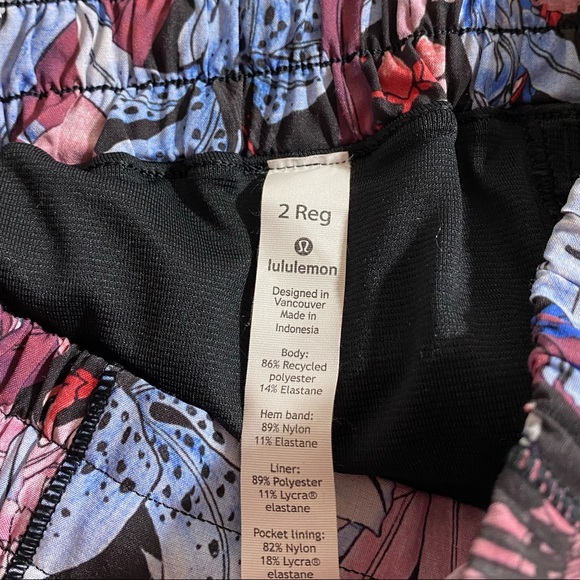 2 Reg
lululemon
Designed in
Vancouver
Made in
Indonesia
Body:
86% Recycled
polyester
14% Elastane
Hem band:
89% Nylon
11% Elastane
Liner:
89% Polyester
11% Lycra®
elastane
Pocket lining:
82% Nylon
18% Lycra®
elastane